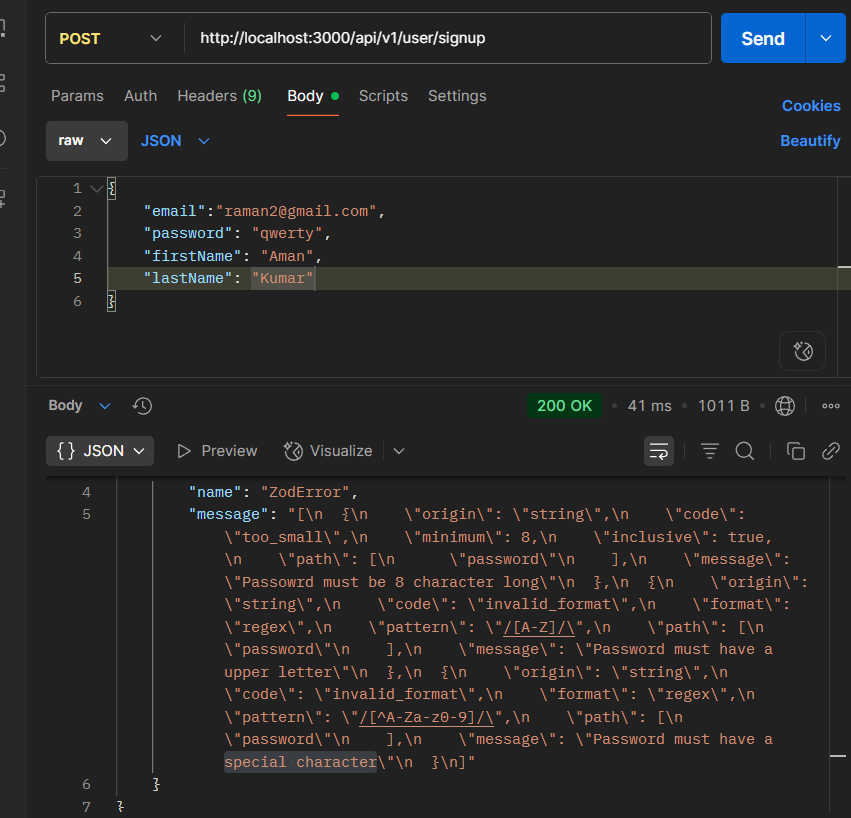 POST http://localhost:3000/api/v1/user/signup Send
Params Auth Headers (9) Body Scripts Settings Cookies
raw JSON Beautify
1 {
2 "email":"raman2@gmail.com",
3 "password": "qwerty",
4 "firstName": "Aman",
5 "lastName": "Kumar"
6 }
Body 200 OK • 41 ms • 1011 B
{} JSON Preview Visualize
4 "name": "ZodError",
5 "message": "[\n  {\n    \"origin\": \"string\",\n    \"code\":
\"too_small\",\n    \"minimum\": 8,\n    \"inclusive\": true,
\n    \"path\": [\n      \"password\"\n    ],\n    \"message\":
\"Passowrd must be 8 character long\"\n  },\n  {\n    \"origin\":
\"string\",\n    \"code\": \"invalid_format\",\n    \"format\":
\"regex\",\n    \"pattern\": \"/[A-Z]/\",\n    \"path\": [\n
\"password\"\n    ],\n    \"message\": \"Password must have a
upper letter\"\n  },\n  {\n    \"origin\": \"string\",\n
\"code\": \"invalid_format\",\n    \"format\": \"regex\",\n
\"pattern\": \"/[^A-Za-z0-9]/\",\n    \"path\": [\n
\"password\"\n    ],\n    \"message\": \"Password must have a
special character\"\n  }\n]"
6 }
7 }